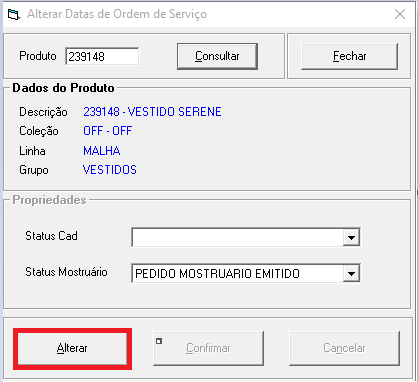 Alterar Datas de Ordem de Serviço
Produto 239148 Consultar Fechar
Dados do Produto
Descrição 239148 - VESTIDO SERENE
Coleção OFF - OFF
Linha MALHA
Grupo VESTIDOS
Propriedades
Status Cad
Status Mostruário PEDIDO MOSTRUARIO EMITIDO
Alterar Confirmar Cancelar